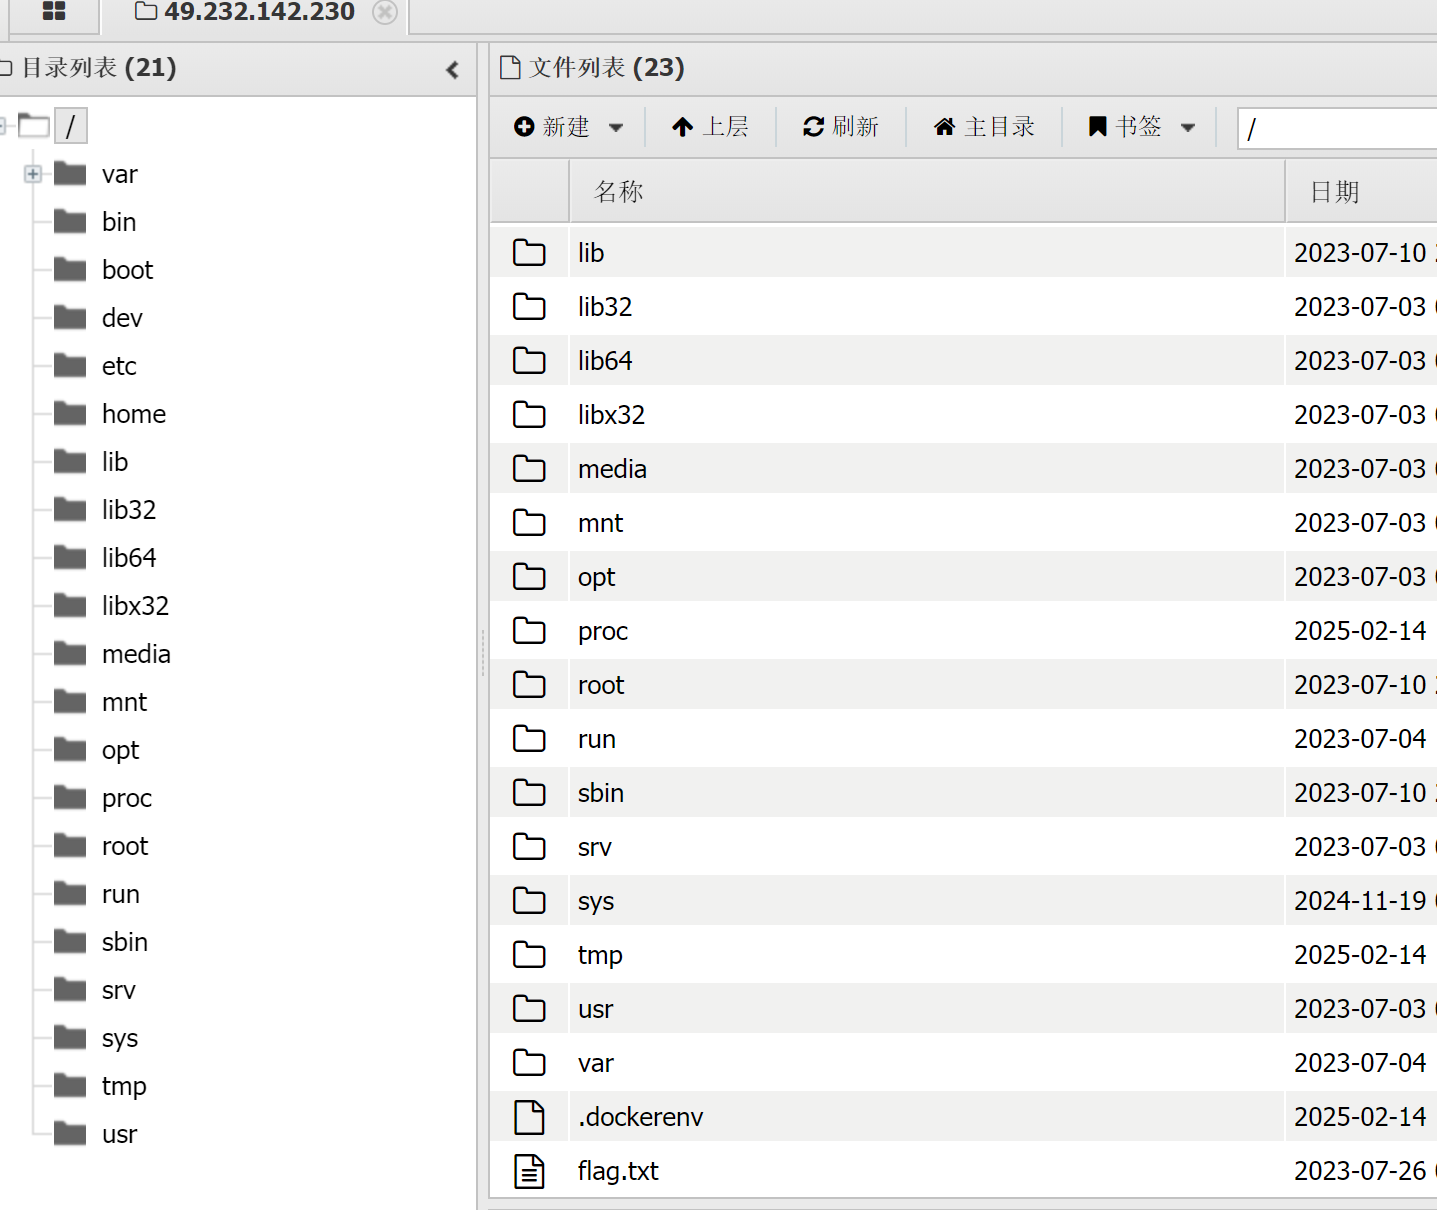 49.232.142.230
目录列表 (21)
/
var
bin
boot
dev
etc
home
lib
lib32
lib64
libx32
media
mnt
opt
proc
root
run
sbin
srv
sys
tmp
usr
文件列表 (23)
新建 上层 刷新 主目录 书签 /
名称 日期
lib 2023-07-10
lib32 2023-07-03
lib64 2023-07-03
libx32 2023-07-03
media 2023-07-03
mnt 2023-07-03
opt 2023-07-03
proc 2025-02-14
root 2023-07-10
run 2023-07-04
sbin 2023-07-10
srv 2023-07-03
sys 2024-11-19
tmp 2025-02-14
usr 2023-07-03
var 2023-07-04
.dockerenv 2025-02-14
flag.txt 2023-07-26